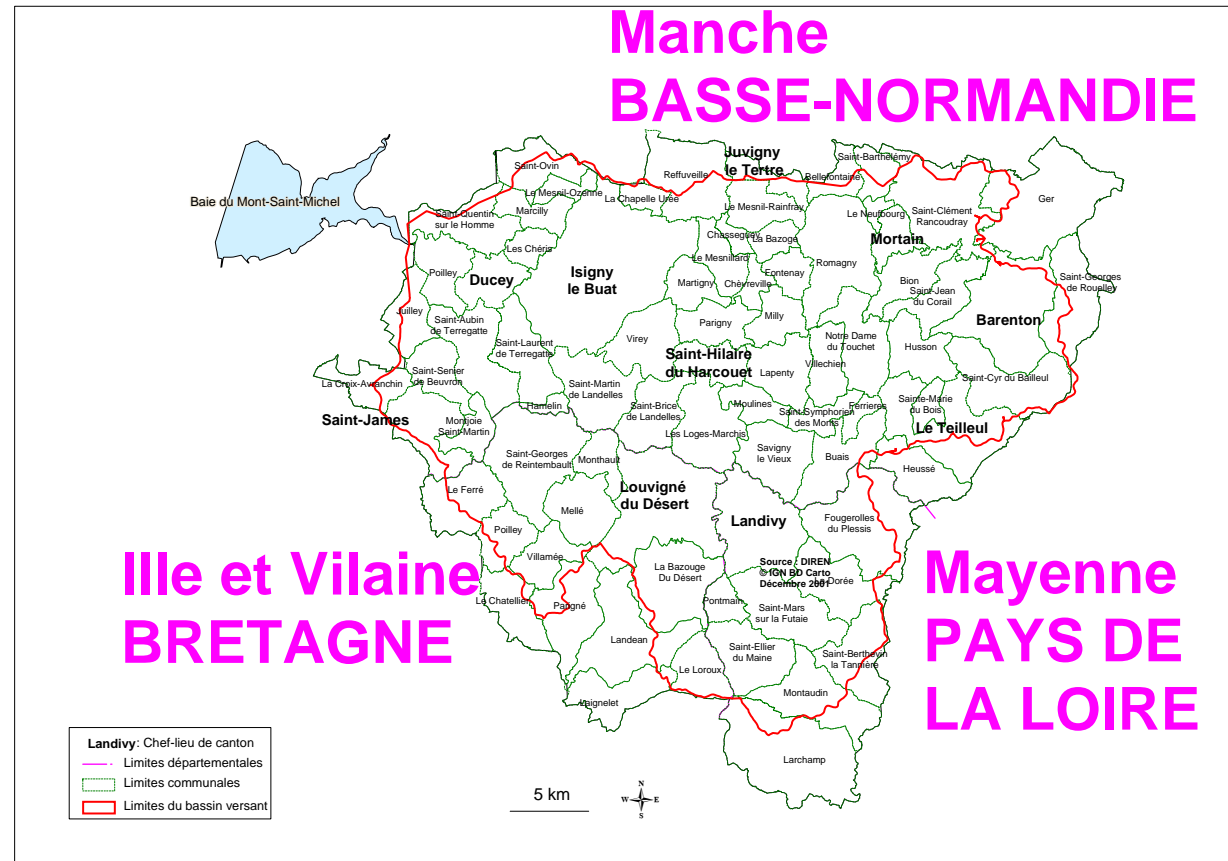 Manche
BASSE-NORMANDIE
Juvigny
le Tertre
Saint-Barthélémy
Saint-Ovin
Reffuveille
Bellefontaine
Ger
Baie du Mont-Saint-Michel
Le Mesnil-Ozenne
La Chapelle Urée
Le Mesnil-Rainfray
Marcilly
Saint-Quentin
sur le Homme
Le Neufbourg
Saint-Clément
Rancoudray
Chasseguey
La Bazoge
Mortain
Les Chéris
Le Mesnillard
Romagny
Poilley
Ducey
Isigny
le Buat
Martigny
Chèvreville
Fontenay
Bion
Saint-Jean
du Corail
Saint-Georges
de Rouelley
Juilley
Saint-Aubin
de Terregatte
Parigny
Milly
Barenton
Saint-Laurent
de Terregatte
Virey
Notre Dame
du Touchet
Husson
Saint-Hilaire
du Harcouet
Villechien
Lapenty
La Croix-Avranchin
Saint-Senier
de Beuvron
Saint-Martin
de Landelles
Saint-Cyr du Bailleul
Saint-James
Hamelin
Saint-Brice
de Landelles
Moulines
Saint-Symphorien
des Monts
Ferrieres
Sainte-Marie
du Bois
Montjoie
Saint-Martin
Les Loges-Marchis
Le Teilleul
Saint-Georges
de Reintembault
Monthault
Savigny
le Vieux
Buais
Heussé
Le Ferré
Louvigné
du Désert
Mellé
Landivy
Fougerolles
du Plessis
Poilley
Villamée
La Bazouge
Du Désert
Source : DIREN
© IGN BD Carto
Décembre 2001
La Dorée
Ille et Vilaine
BRETAGNE
Mayenne
PAYS DE
LA LOIRE
Le Chatellier
Parigné
Pontmain
Saint-Mars
sur la Futaie
Landean
Saint-Ellier
du Maine
Saint-Berthevin
la Tannière
Le Loroux
Montaudin
Laignelet
Larchamp
Landivy: Chef-lieu de canton
Limites départementales
Limites communales
Limites du bassin versant
5 km
N
W E
S